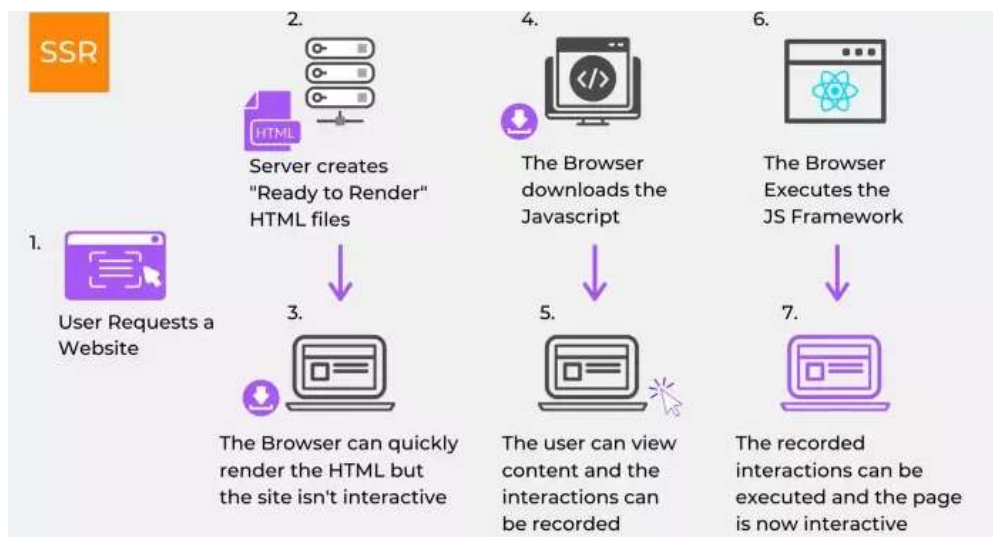 SSR
1.
User Requests a
Website
2.
HTML
Server creates
"Ready to Render"
HTML files
3.
The Browser can quickly
render the HTML but
the site isn't interactive
4.
</>
The Browser
downloads the
Javascript
5.
The user can view
content and the
interactions can
be recorded
6.
The Browser
Executes the
JS Framework
7.
The recorded
interactions can be
executed and the page
is now interactive